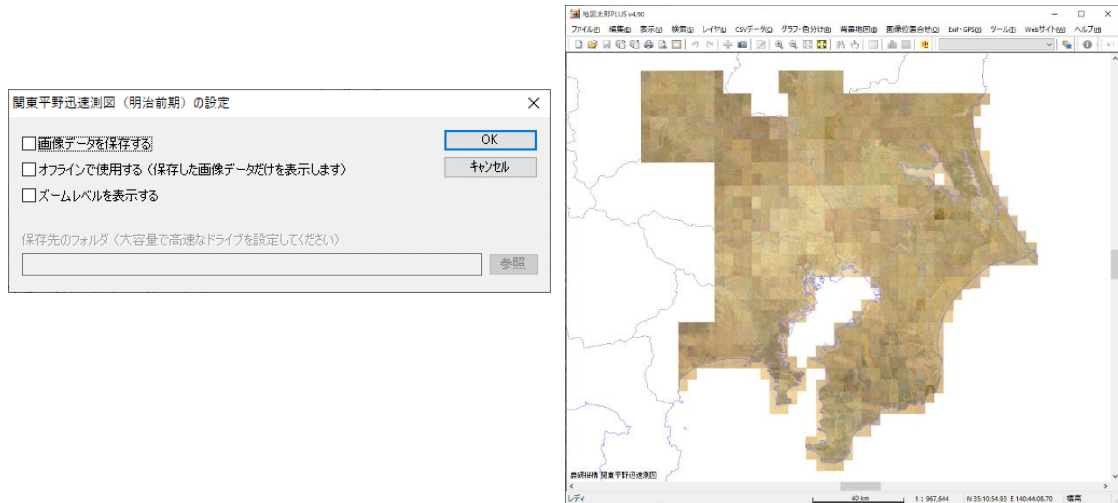 関東平野迅速測図（明治前期）の設定
画像データを保存する
オフラインで使用する（保存した画像データだけを表示します）
ズームレベルを表示する
OK
キャンセル
保存先のフォルダ（大容量で高速なドライブを設定してください）
参照
地図太郎PLUS v4.90
ファイル(F) 編集(E) 表示(V) 検索(S) レイヤ(L) CSVデータ(C) グラフ・色分け(B) 背景地図(B) 画像位置合せ(O) Exif・GPS(I) ツール(T) Webサイト(W) ヘルプ(H)
地
農研機構 関東平野迅速測図
レディ
40 km
1 : 967,644
N 35:10:54.93 E 140:44:08.70
標高